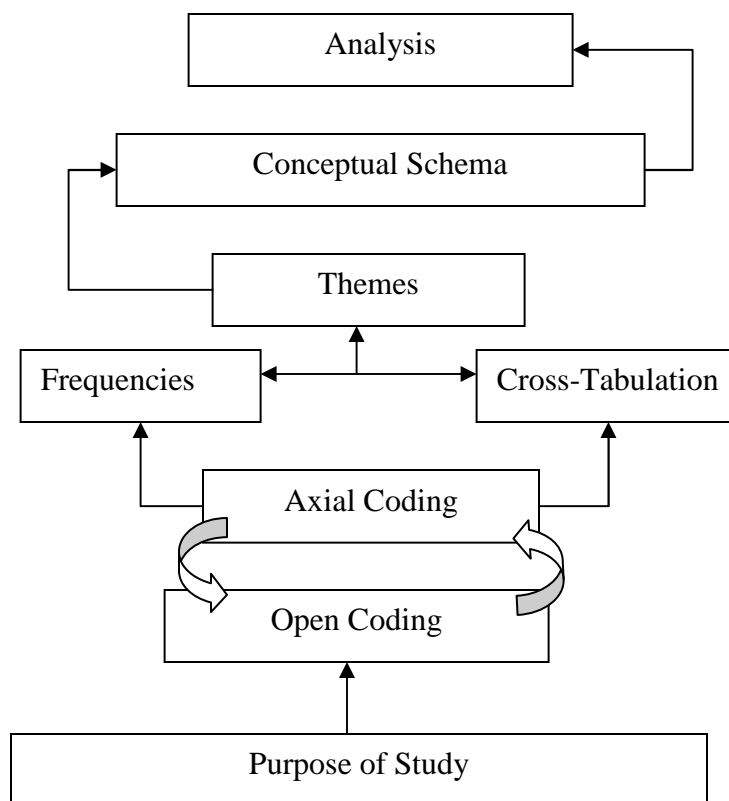 Analysis
Conceptual Schema
Themes
Frequencies
Cross-Tabulation
Axial Coding
Open Coding
Purpose of Study